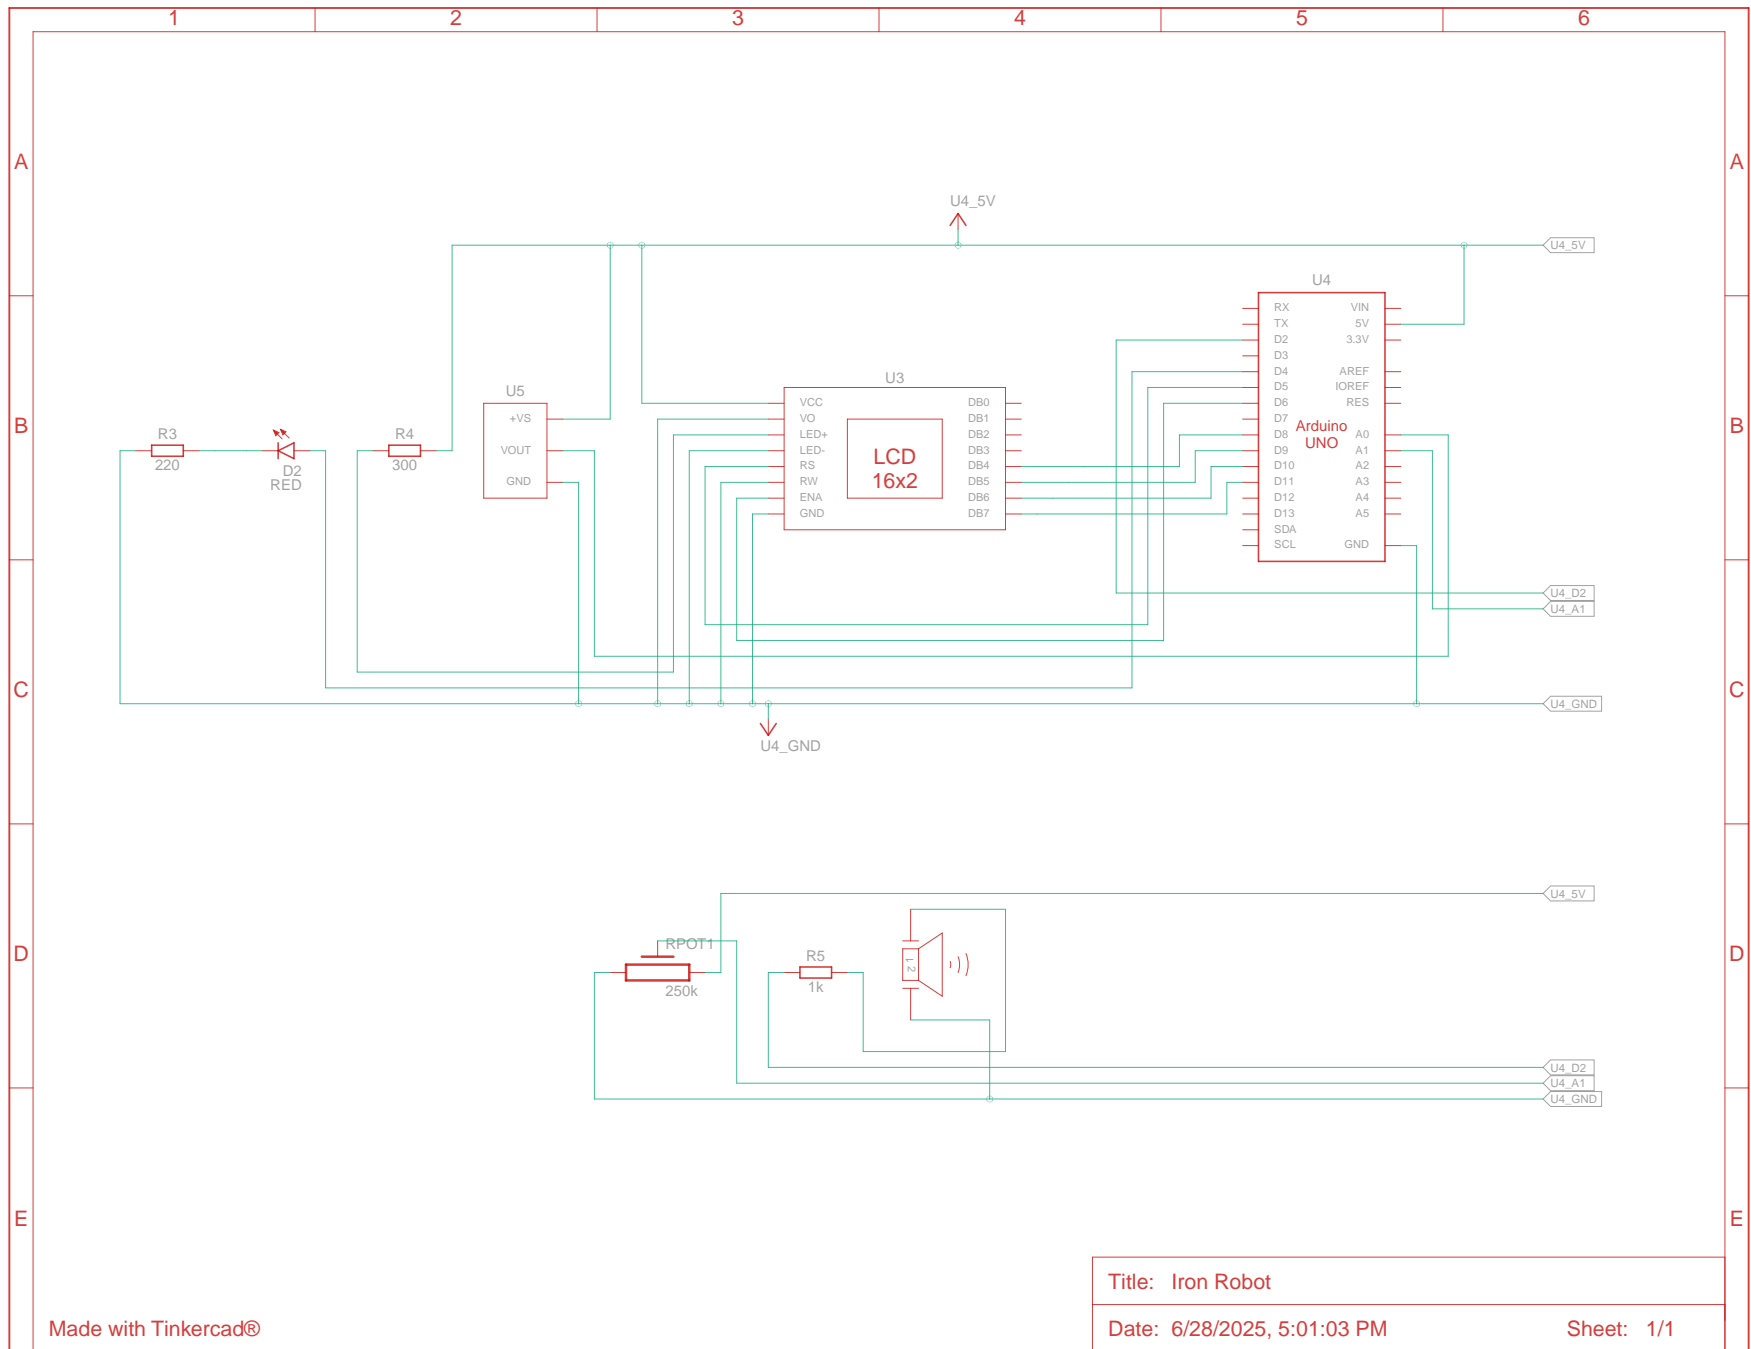 1 2 3 4 5 6
A A
U4_5V
U4_5V
U4
RX VIN
TX 5V
D2 3.3V
D3
D4 AREF
D5 IOREF
D6 RES
D7
D8 A0
D9 A1
D10 A2
D11 A3
D12 A4
D13 A5
SDA
SCL GND
Arduino
UNO
B B
U3
VCC DB0
VO DB1
LED+ DB2
LED- DB3
RS DB4
RW DB5
ENA DB6
GND DB7
LCD
16x2
U5
+VS
VOUT
GND
R3
220
D2
RED
R4
300
U4_D2
U4_A1
C C
U4_GND
U4_GND
U4_5V
D D
RPOT1
250k
R5
1k
1 2
U4_D2
U4_A1
U4_GND
E E
Title: Iron Robot
Made with Tinkercad®
Date: 6/28/2025, 5:01:03 PM Sheet: 1/1